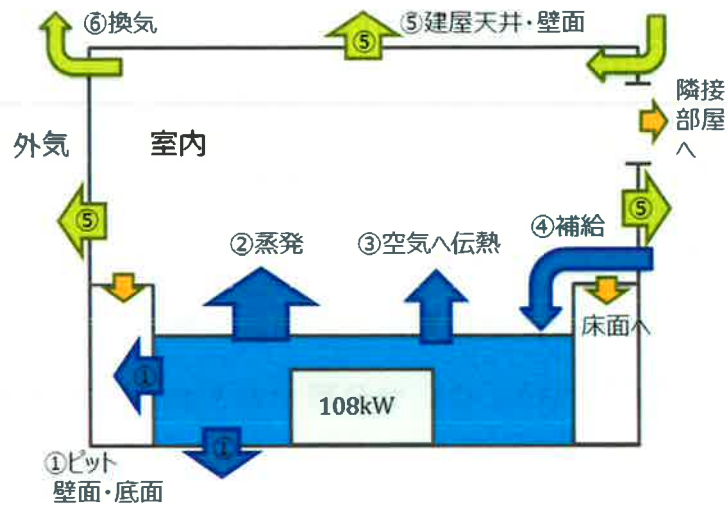 ⑥換気
⑤建屋天井・壁面
⑤
隣接
部屋
へ
外気
室内
⑤
⑤
②蒸発
③空気へ伝熱
④補給
床面へ
①
108kW
①
①ピット
壁面・底面